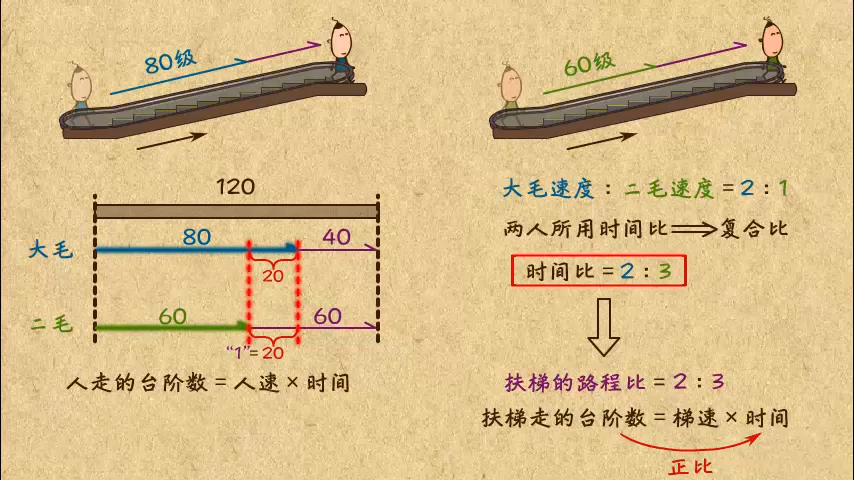 80级
60级
120
大毛
80
40
20
二毛
60
60
“1”=20
人走的台阶数=人速×时间
大毛速度:二毛速度=2:1
两人所用时间比⟹复合比
时间比=2:3
扶梯的路程比=2:3
扶梯走的台阶数=梯速×时间
正比